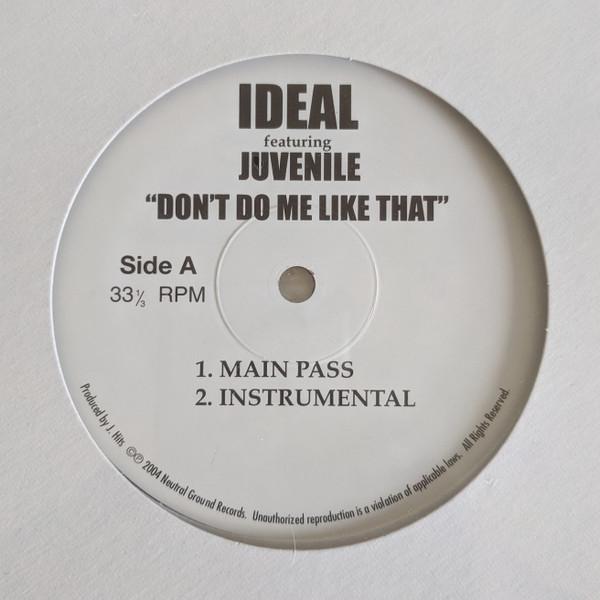 IDEAL
featuring
JUVENILE
“DON'T DO ME LIKE THAT”
Side A
33⅓ RPM
1. MAIN PASS
2. INSTRUMENTAL
Produced by J. Hits ©℗ 2004 Neutral Ground Records. Unauthorized reproduction is a violation of applicable laws. All Rights Reserved.